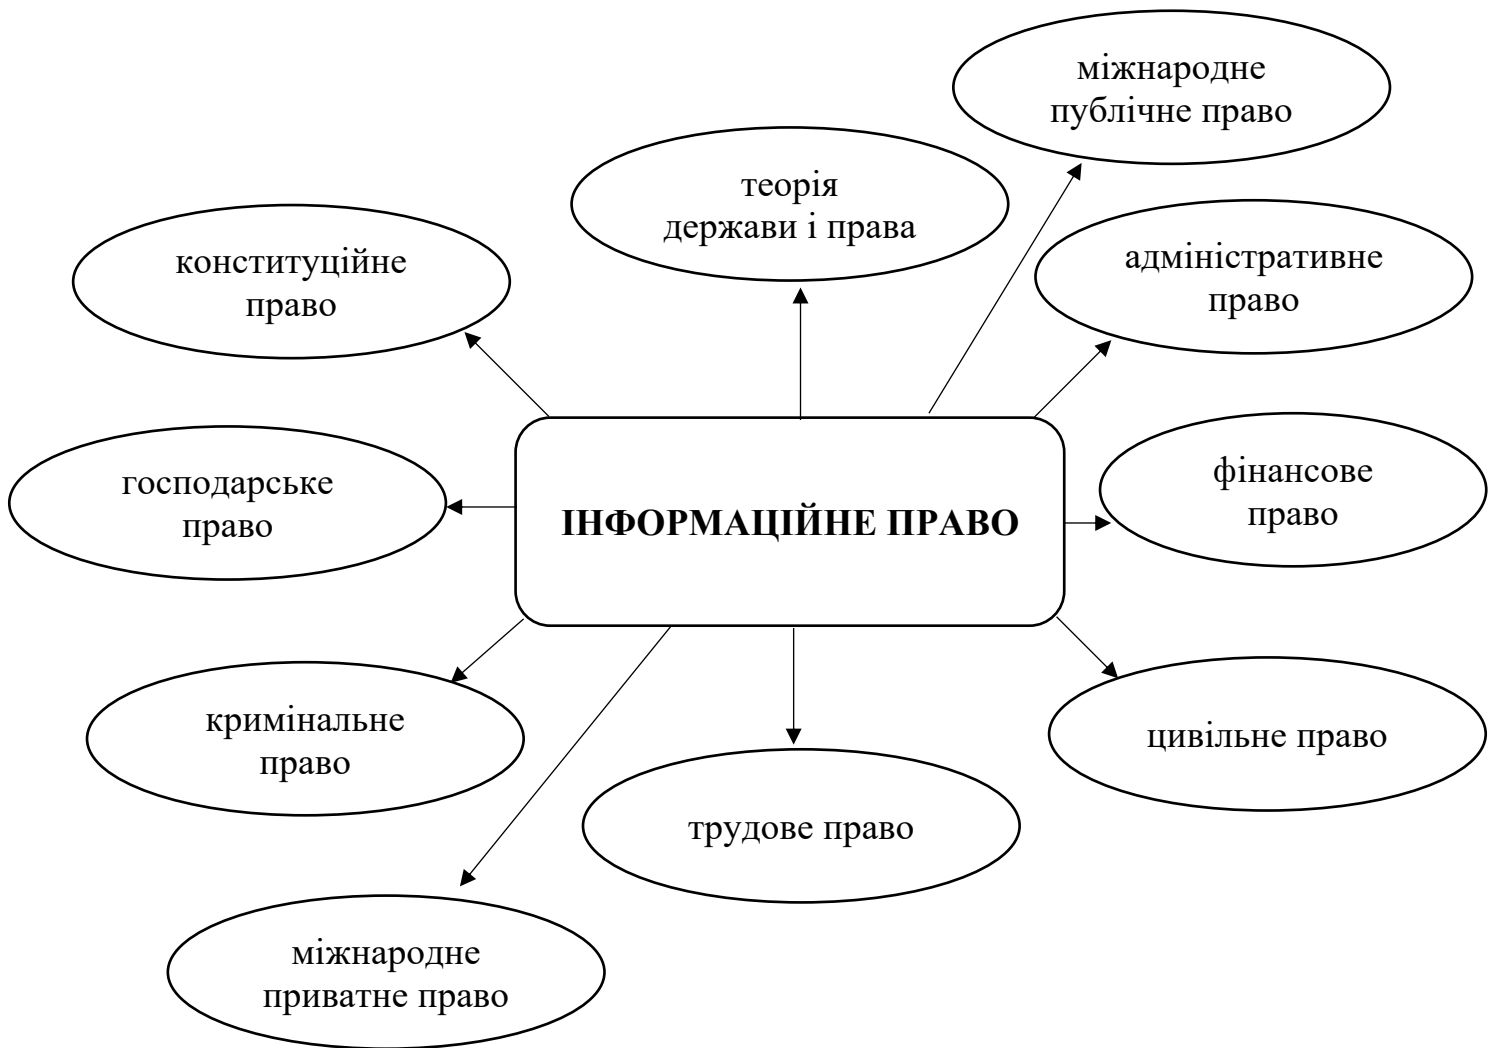 міжнародне
публічне право
теорія
держави і права
конституційне
право
адміністративне
право
господарське
право
ІНФОРМАЦІЙНЕ ПРАВО
фінансове
право
кримінальне
право
цивільне право
трудове право
міжнародне
приватне право